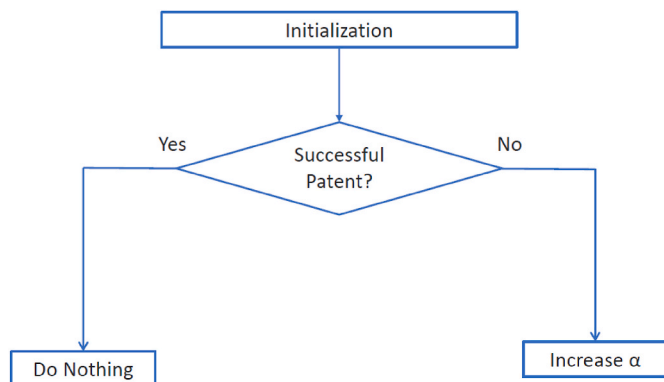 Initialization
Yes
No
Successful
Patent?
Do Nothing
Increase α